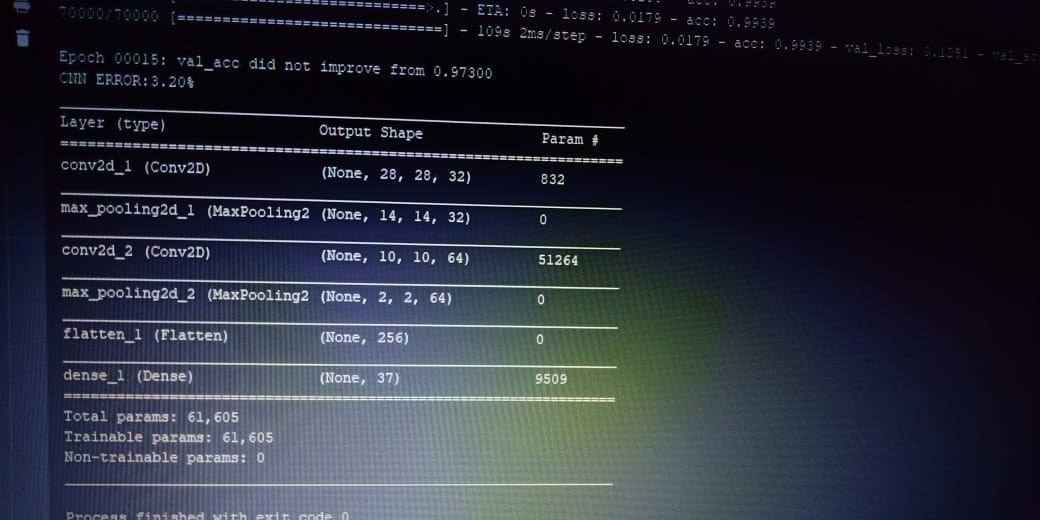 =============================>.] - ETA: 0s - loss: 0.0179 - acc: 0.9939
70000/70000 [==============================] - 109s 2ms/step - loss: 0.0179 - acc: 0.9939 - val_loss: 0.1251
Epoch 00015: val_acc did not improve from 0.97300
CNN ERROR:3.20%
Layer (type) Output Shape Param #
conv2d_1 (Conv2D) (None, 28, 28, 32) 832
max_pooling2d_1 (MaxPooling2 (None, 14, 14, 32) 0
conv2d_2 (Conv2D) (None, 10, 10, 64) 51264
max_pooling2d_2 (MaxPooling2 (None, 2, 2, 64) 0
flatten_1 (Flatten) (None, 256) 0
dense_1 (Dense) (None, 37) 9509
Total params: 61,605
Trainable params: 61,605
Non-trainable params: 0
Process finished with exit code 0